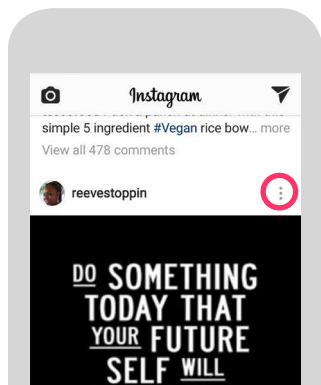 Instagram
simple 5 ingredient #Vegan rice bow... more
View all 478 comments
reevestoppin
DO SOMETHING
TODAY THAT
YOUR FUTURE
SELF WILL